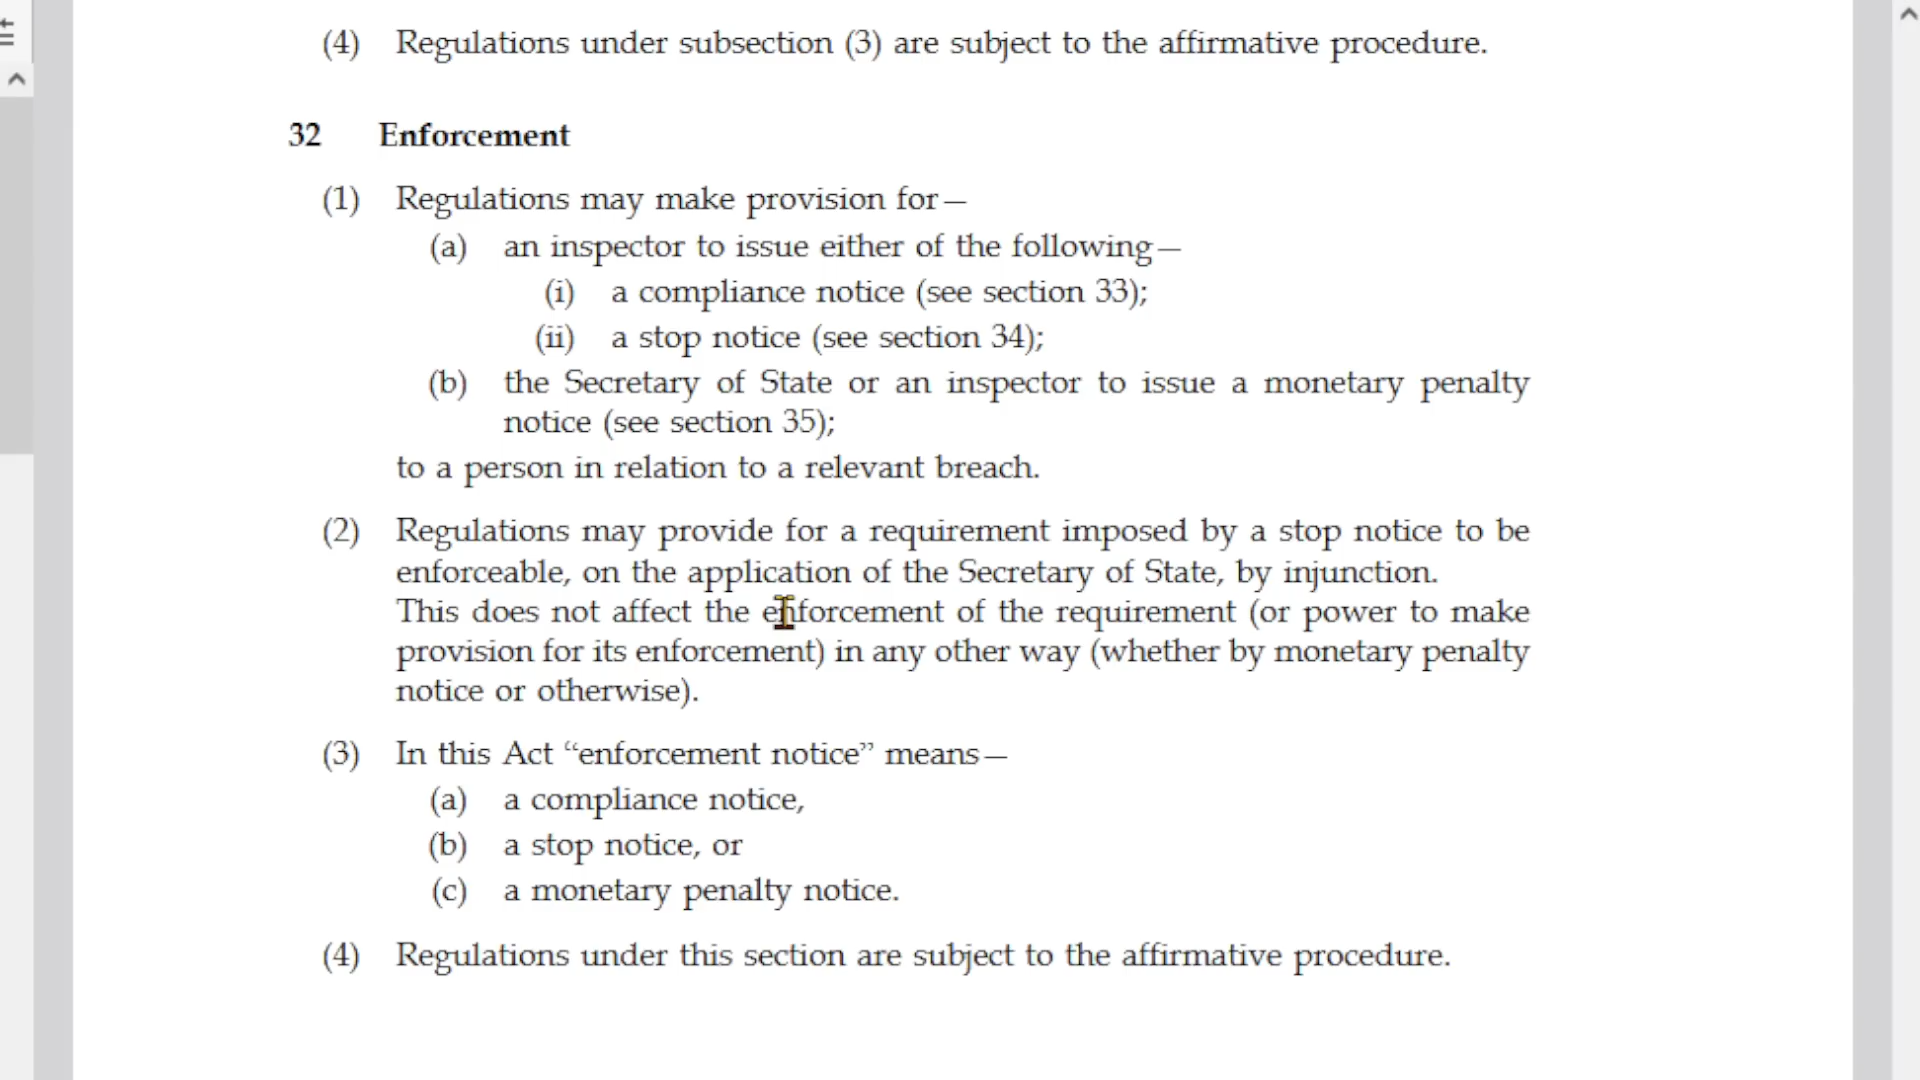 (4) Regulations under subsection (3) are subject to the affirmative procedure.
32 Enforcement
(1) Regulations may make provision for—
(a) an inspector to issue either of the following—
(i) a compliance notice (see section 33);
(ii) a stop notice (see section 34);
(b) the Secretary of State or an inspector to issue a monetary penalty
notice (see section 35);
to a person in relation to a relevant breach.
(2) Regulations may provide for a requirement imposed by a stop notice to be
enforceable, on the application of the Secretary of State, by injunction.
This does not affect the enforcement of the requirement (or power to make
provision for its enforcement) in any other way (whether by monetary penalty
notice or otherwise).
(3) In this Act “enforcement notice” means—
(a) a compliance notice,
(b) a stop notice, or
(c) a monetary penalty notice.
(4) Regulations under this section are subject to the affirmative procedure.